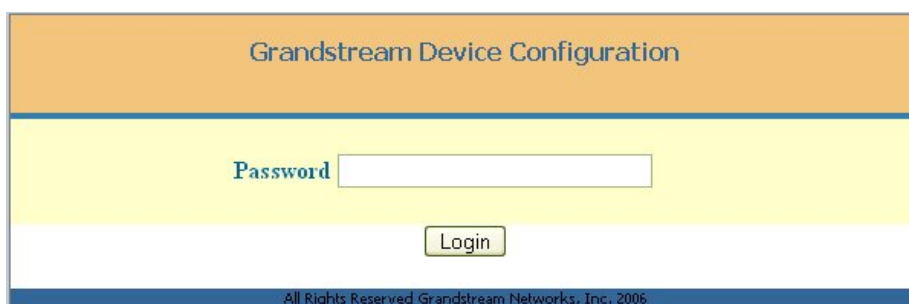 Grandstream Device Configuration
Password
Login
All Rights Reserved Grandstream Networks, Inc. 2006